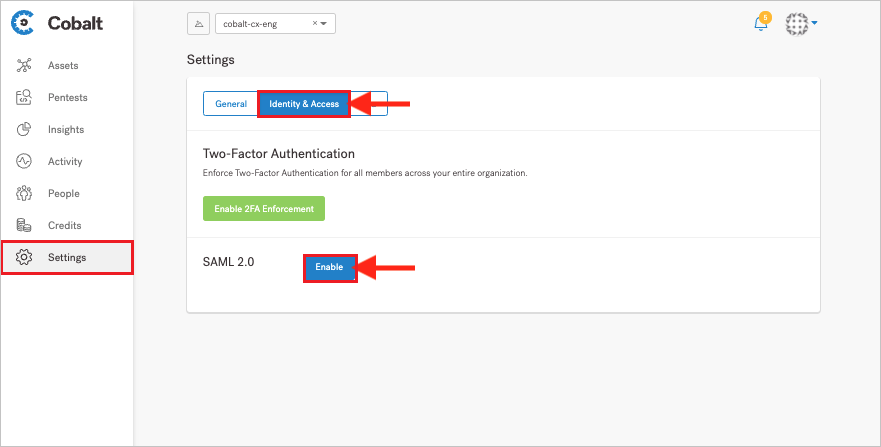 Cobalt
cobalt-cx-eng × 
5
Assets
Pentests
Insights
Activity
People
Credits
Settings
Settings
General
Identity & Access
Two-Factor Authentication
Enforce Two-Factor Authentication for all members across your entire organization.
Enable 2FA Enforcement
SAML 2.0
Enable